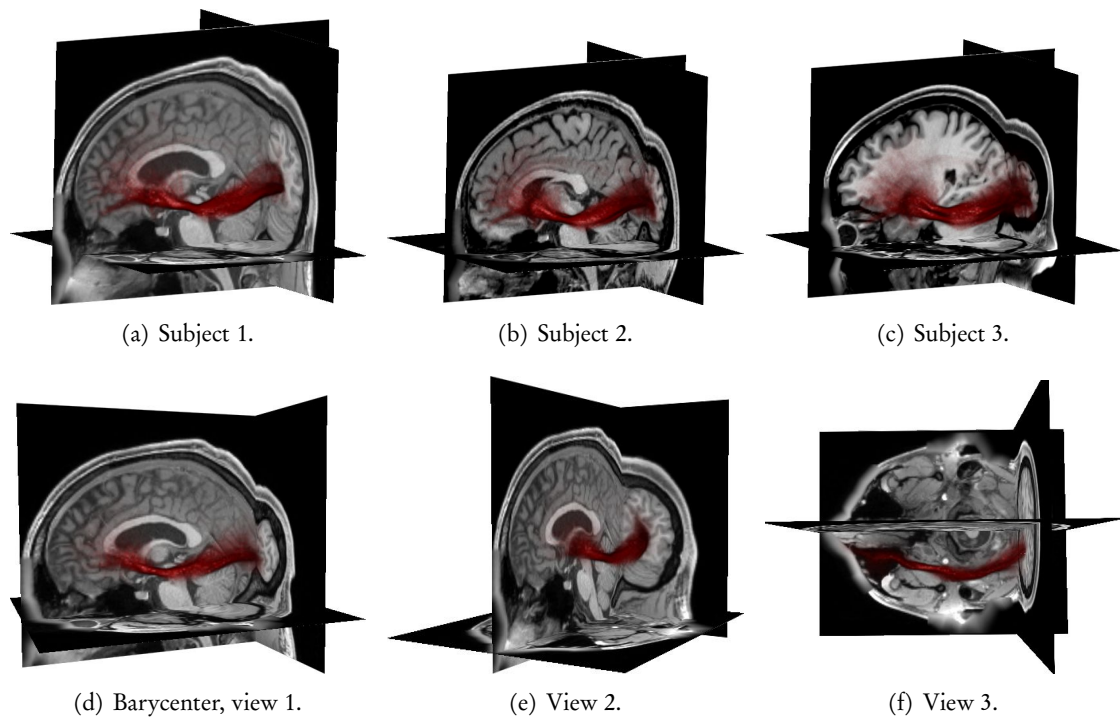 (a) Subject 1.
(b) Subject 2.
(c) Subject 3.
(d) Barycenter, view 1.
(e) View 2.
(f) View 3.